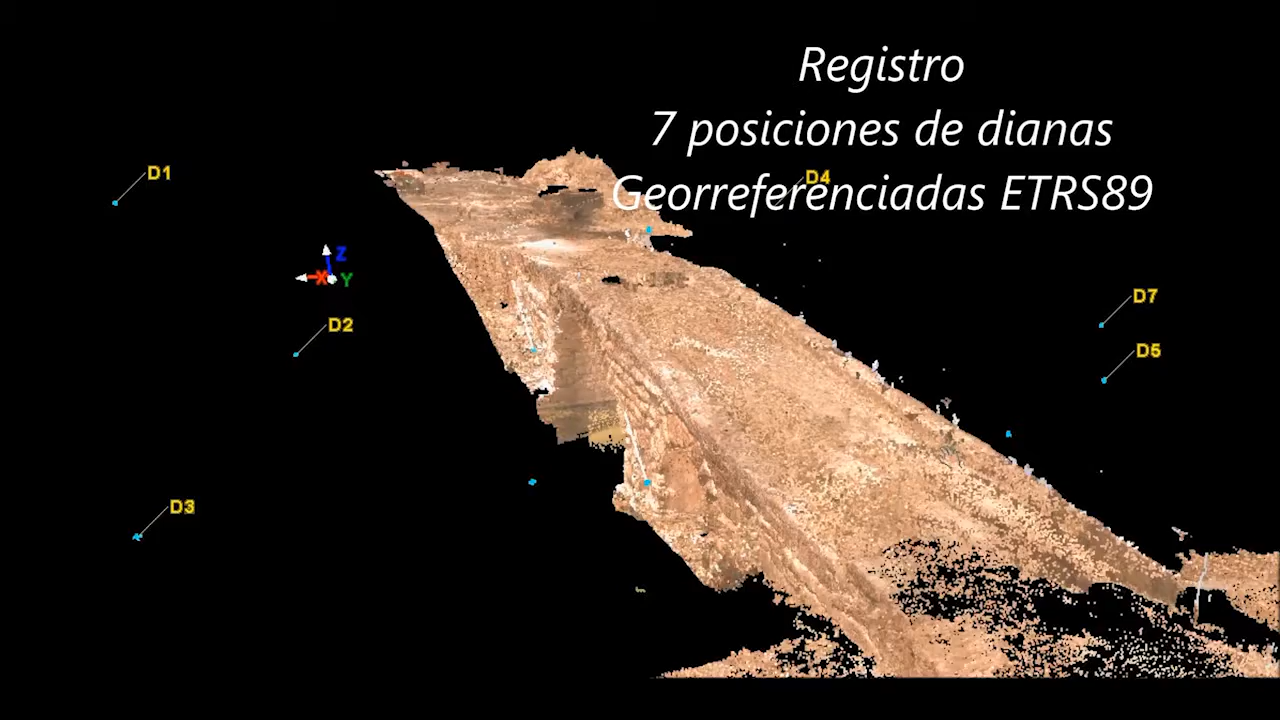 Registro
7 posiciones de dianas
Georreferenciadas ETRS89
D1
D4
Z
X
Y
D2
D7
D5
D3